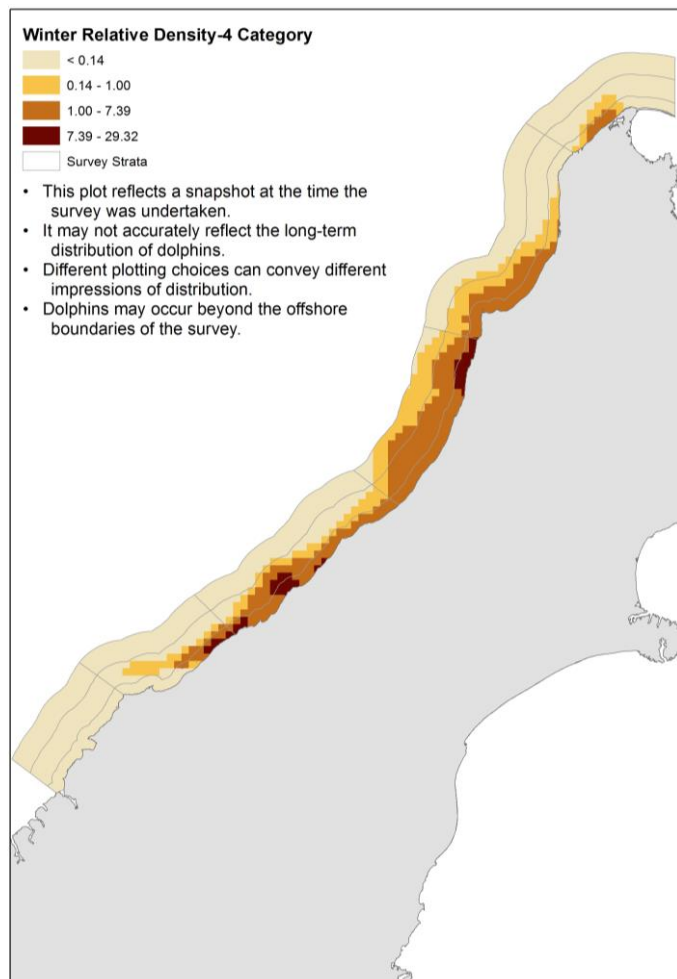 Winter Relative Density-4 Category
< 0.14
0.14 - 1.00
1.00 - 7.39
7.39 - 29.32
Survey Strata
• This plot reflects a snapshot at the time the
survey was undertaken.
• It may not accurately reflect the long-term
distribution of dolphins.
• Different plotting choices can convey different
impressions of distribution.
• Dolphins may occur beyond the offshore
boundaries of the survey.